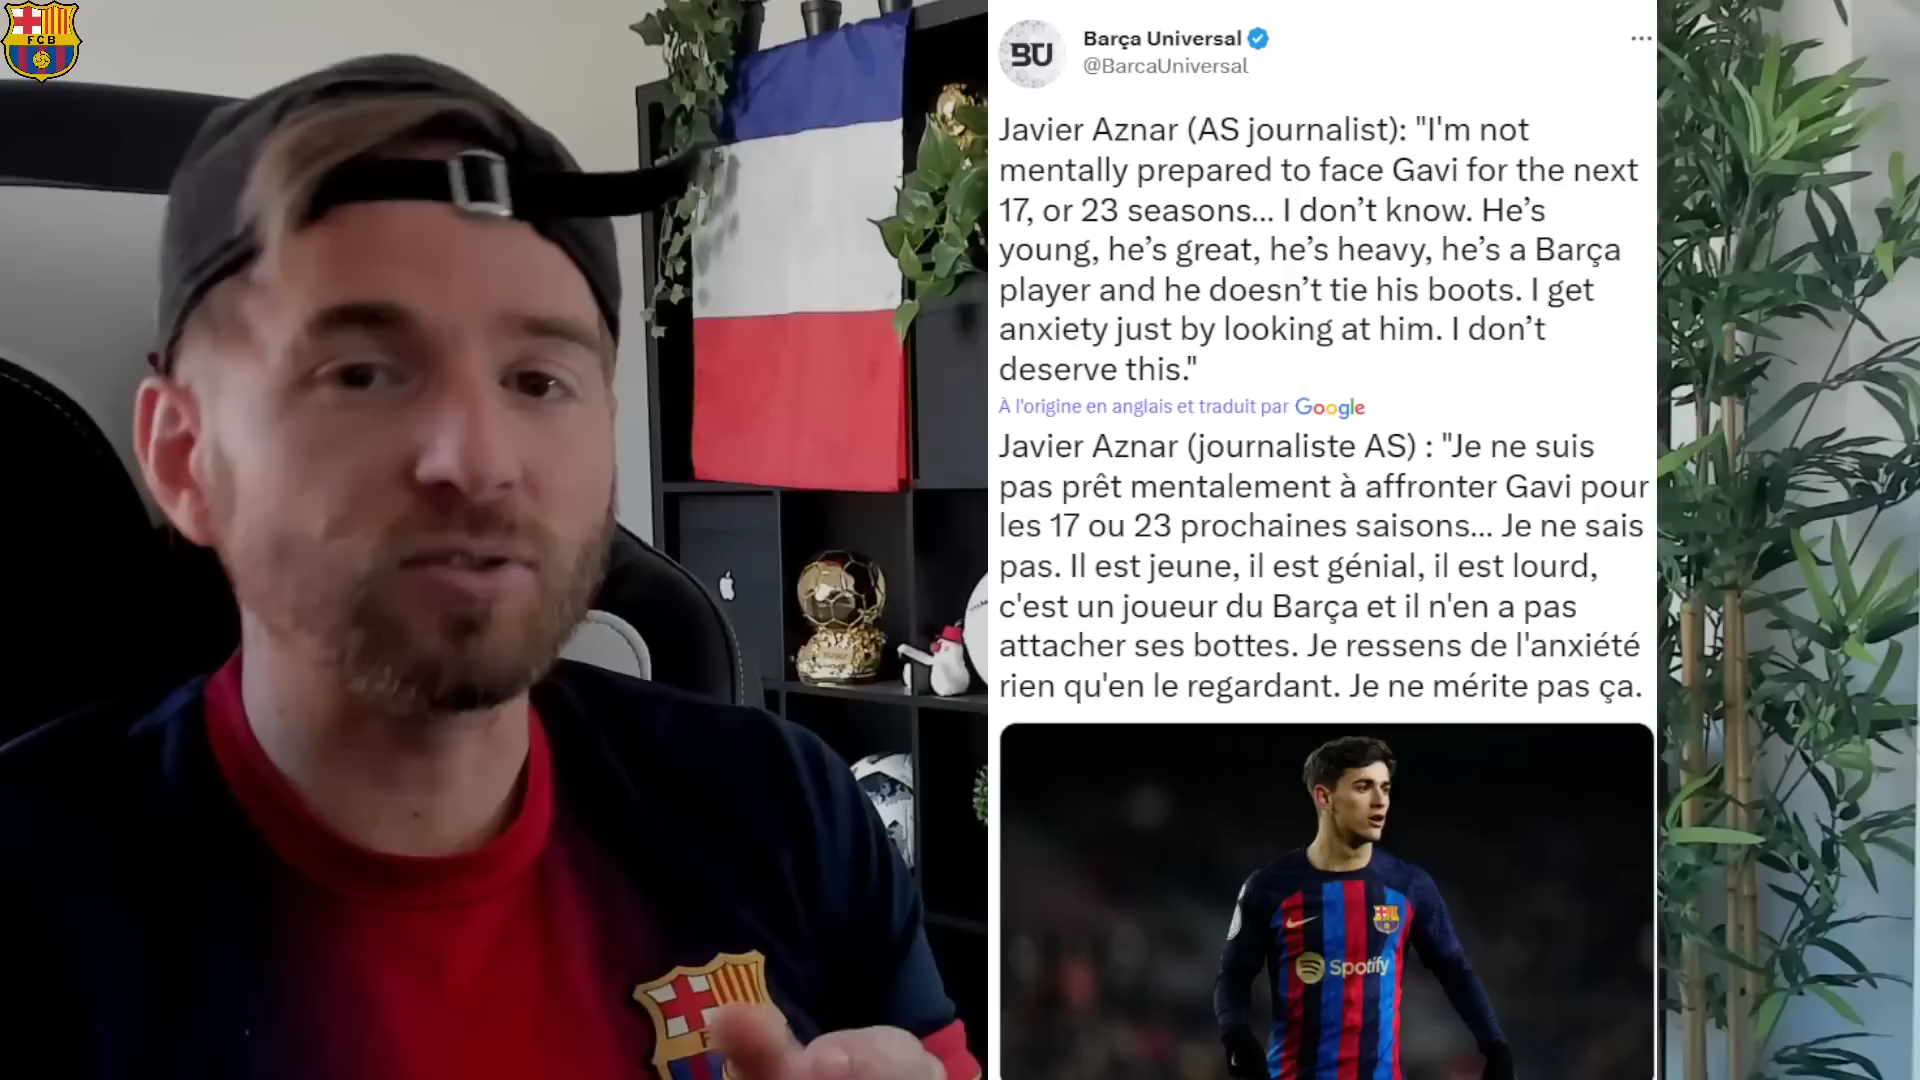 FCB
BU
Barça Universal
@BarcaUniversal
Javier Aznar (AS journalist): "I'm not
mentally prepared to face Gavi for the next
17, or 23 seasons... I don’t know. He’s
young, he’s great, he’s heavy, he’s a Barça
player and he doesn’t tie his boots. I get
anxiety just by looking at him. I don’t
deserve this."
À l'origine en anglais et traduit par Google
Javier Aznar (journaliste AS) : "Je ne suis
pas prêt mentalement à affronter Gavi pour
les 17 ou 23 prochaines saisons... Je ne sais
pas. Il est jeune, il est génial, il est lourd,
c'est un joueur du Barça et il n'en a pas
attacher ses bottes. Je ressens de l'anxiété
rien qu'en le regardant. Je ne mérite pas ça.
Spotify